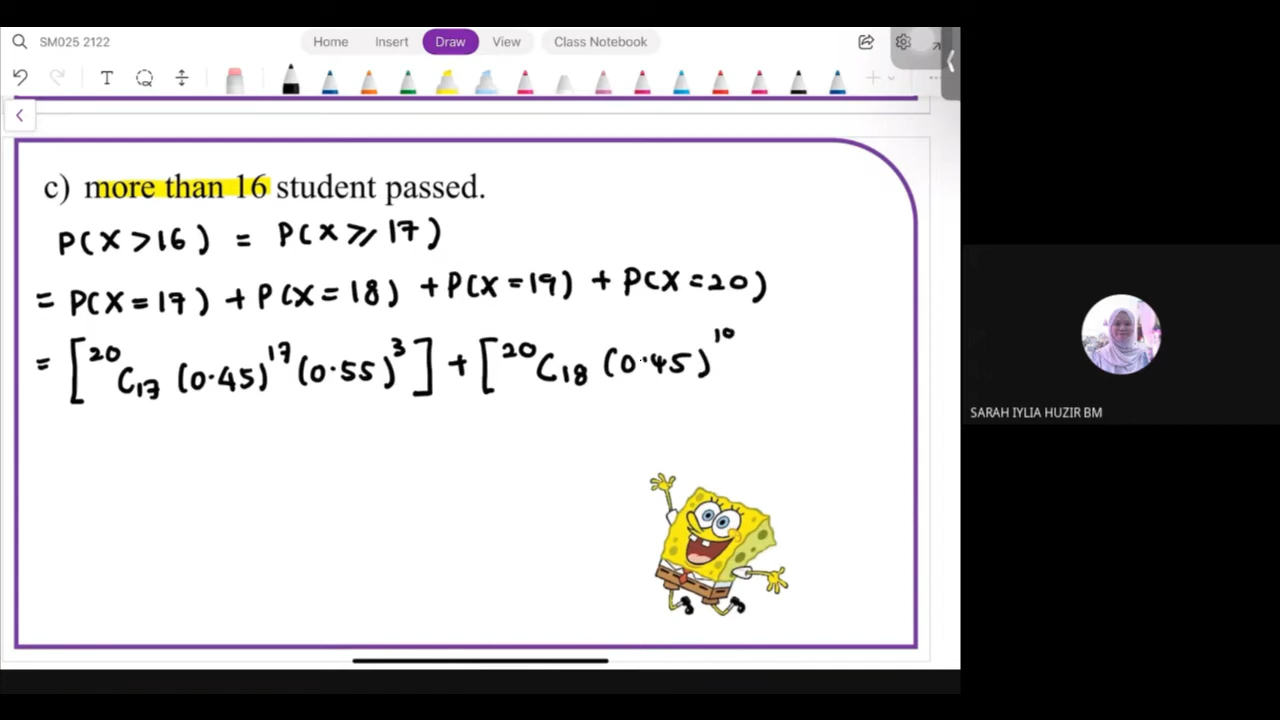 SM025 2122
Home Insert Draw View Class Notebook
c) more than 16 student passed.
P(X > 16) = P(X ⩾ 17)
= P(X = 17) + P(X = 18) + P(X = 19) + P(X = 20)
= [²⁰C₁₇ (0.45)¹⁷ (0.55)³] + [²⁰C₁₈ (0.45)¹⁰
SARAH IYLIA HUZIR BM